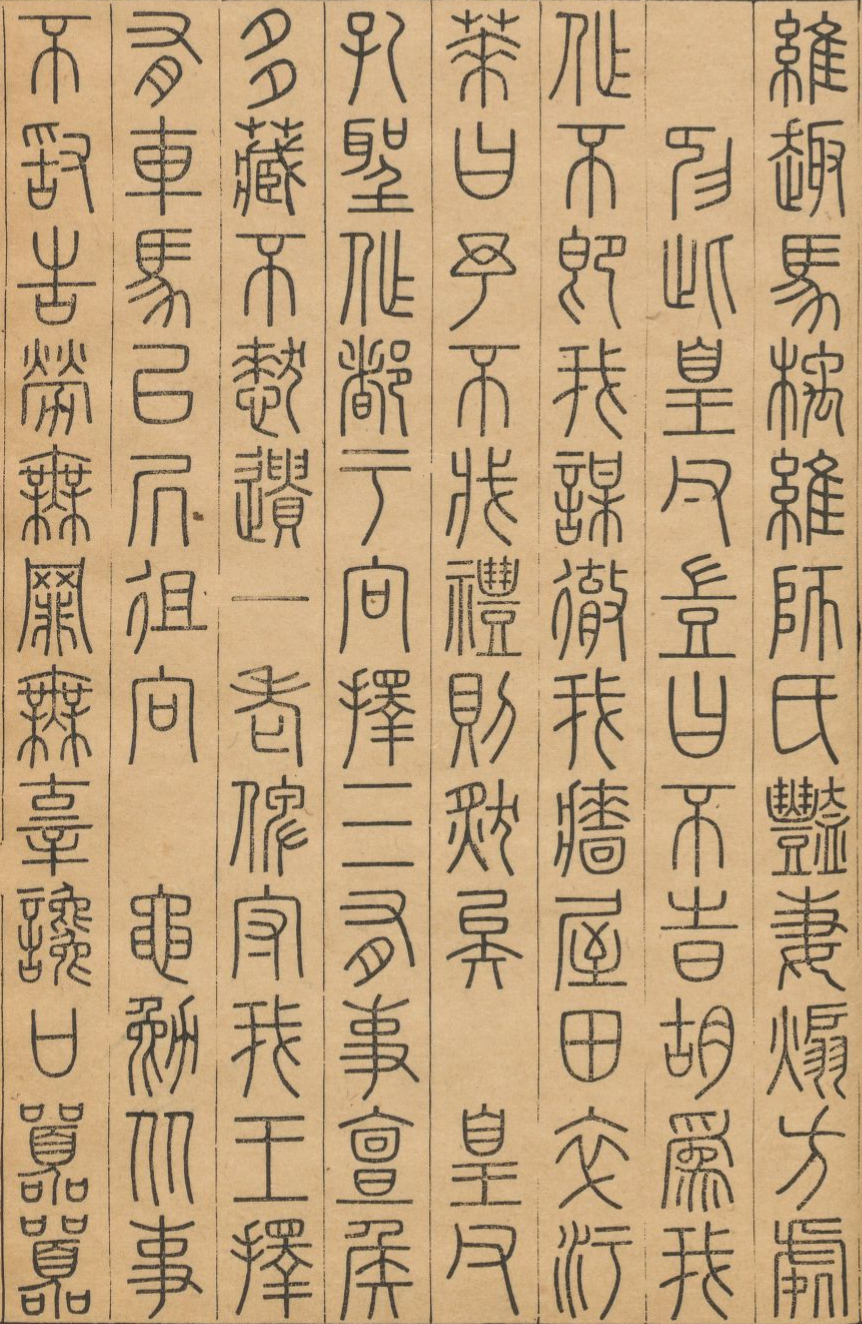 維趣馬楀維師氏豔妻煽方處
抑此皇父豈曰不旹胡爲我
作不卽我謀徹我牆屋田卒汙
萊曰予不戕禮則然矣 皇父
孔聖作都于向擇三有事亶侯
多藏不憖遺一老俾守我王擇
有車馬以凥徂向 黽勉从事
不敢告勞無罪無辜讒口囂囂